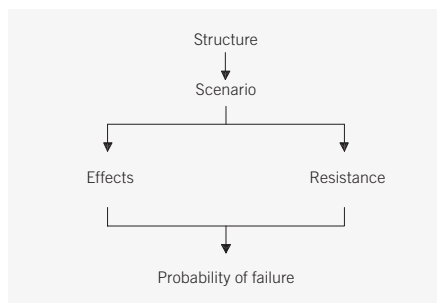 Structure
Scenario
Effects
Resistance
Probability of failure